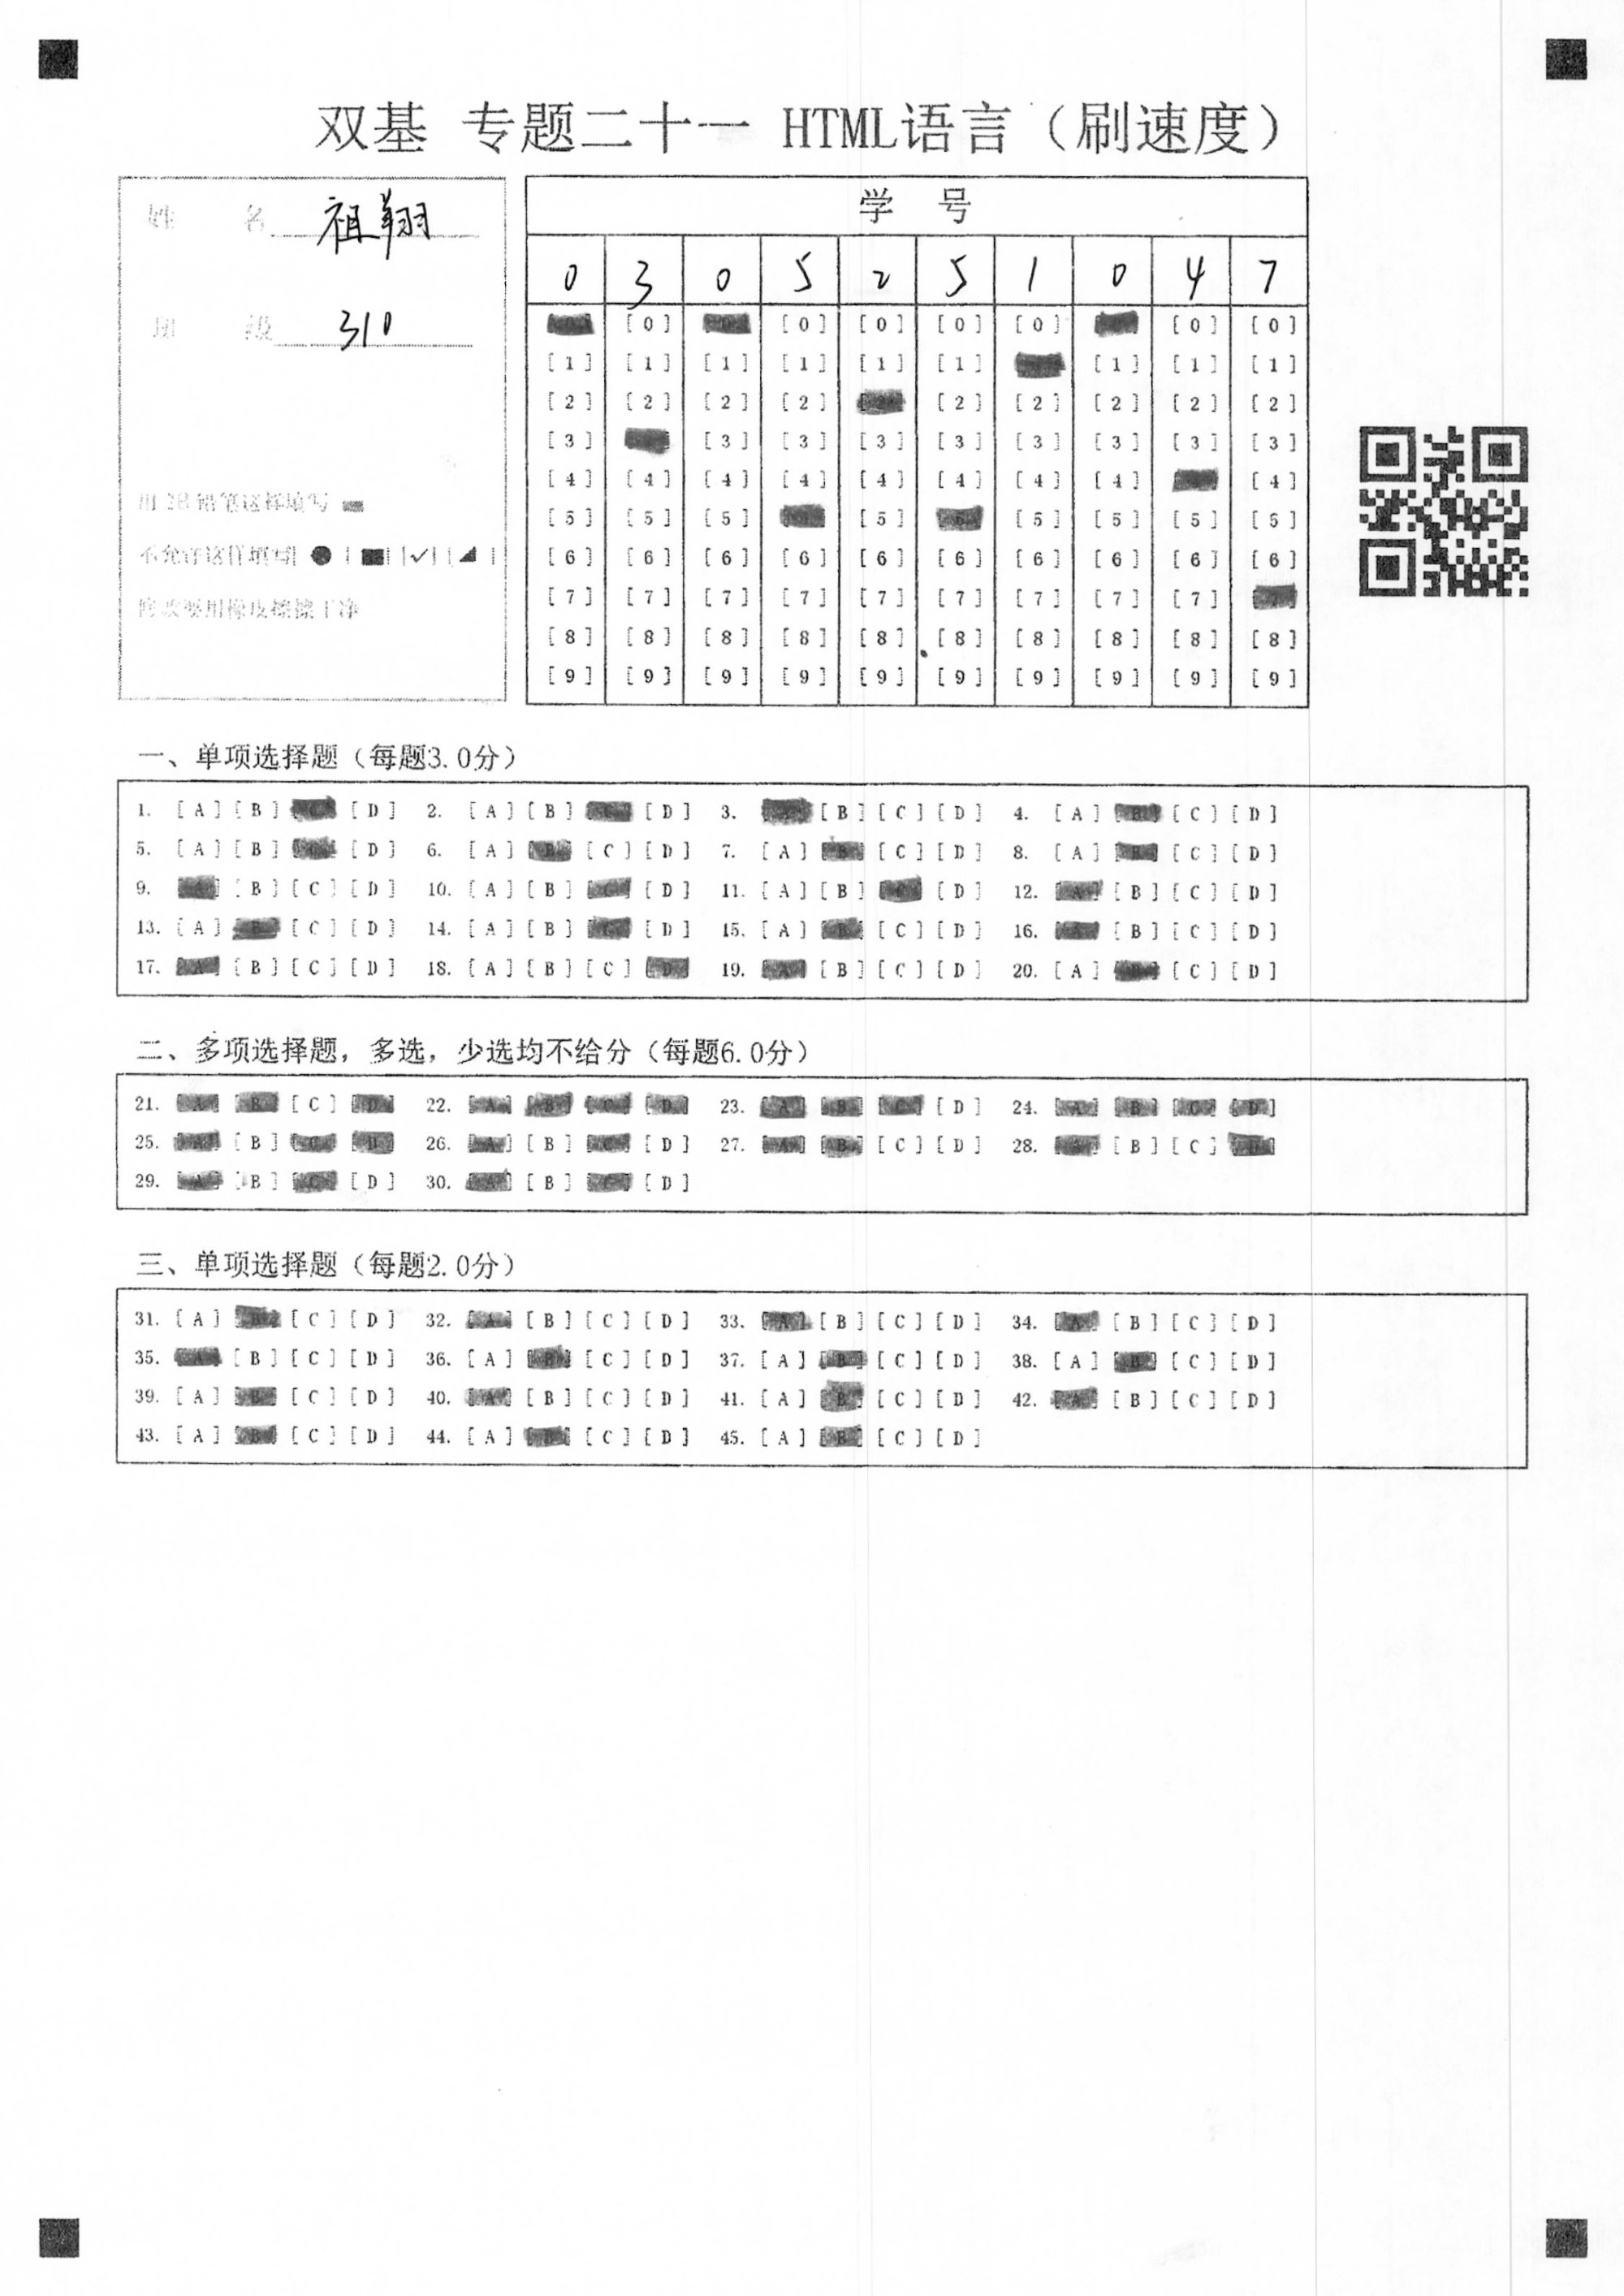 双基 专题二十一 HTML语言（刷速度）
姓 名 祖翔
班 级 310
用2B铅笔这样填写
不允许这样填写[●][■][✓][◢]
修改要用橡皮擦擦干净
学 号
0 3 0 5 2 5 1 0 4 7
[0] [0] [0] [0] [0] [0] [0]
[1] [1] [1] [1] [1] [1] [1] [1] [1]
[2] [2] [2] [2] [2] [2] [2] [2] [2] [2]
[3] [3] [3] [3] [3] [3] [3] [3] [3]
[4] [4] [4] [4] [4] [4] [4] [4] [4]
[5] [5] [5] [5] [5] [5] [5] [5]
[6] [6] [6] [6] [6] [6] [6] [6] [6] [6]
[7] [7] [7] [7] [7] [7] [7] [7] [7] [7]
[8] [8] [8] [8] [8] [8] [8] [8] [8] [8]
[9] [9] [9] [9] [9] [9] [9] [9] [9] [9]
一、单项选择题（每题3.0分）
1. [A] [B] [C] [D] 2. [A] [B] [C] [D] 3. [A] [B] [C] [D] 4. [A] [B] [C] [D]
5. [A] [B] [C] [D] 6. [A] [B] [C] [D] 7. [A] [B] [C] [D] 8. [A] [B] [C] [D]
9. [A] [B] [C] [D] 10. [A] [B] [C] [D] 11. [A] [B] [C] [D] 12. [A] [B] [C] [D]
13. [A] [B] [C] [D] 14. [A] [B] [C] [D] 15. [A] [B] [C] [D] 16. [A] [B] [C] [D]
17. [A] [B] [C] [D] 18. [A] [B] [C] [D] 19. [A] [B] [C] [D] 20. [A] [B] [C] [D]
二、多项选择题，多选，少选均不给分（每题6.0分）
21. [A] [B] [C] [D] 22. [A] [B] [C] [D] 23. [A] [B] [C] [D] 24. [A] [B] [C] [D]
25. [A] [B] [C] [D] 26. [A] [B] [C] [D] 27. [A] [B] [C] [D] 28. [A] [B] [C] [D]
29. [A] [B] [C] [D] 30. [A] [B] [C] [D]
三、单项选择题（每题2.0分）
31. [A] [B] [C] [D] 32. [A] [B] [C] [D] 33. [A] [B] [C] [D] 34. [A] [B] [C] [D]
35. [A] [B] [C] [D] 36. [A] [B] [C] [D] 37. [A] [B] [C] [D] 38. [A] [B] [C] [D]
39. [A] [B] [C] [D] 40. [A] [B] [C] [D] 41. [A] [B] [C] [D] 42. [A] [B] [C] [D]
43. [A] [B] [C] [D] 44. [A] [B] [C] [D] 45. [A] [B] [C] [D]